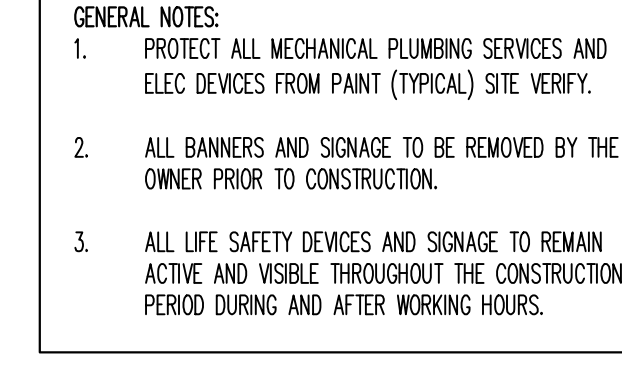 GENERAL NOTES:
1. PROTECT ALL MECHANICAL PLUMBING SERVICES AND
ELEC DEVICES FROM PAINT (TYPICAL) SITE VERIFY.
2. ALL BANNERS AND SIGNAGE TO BE REMOVED BY THE
OWNER PRIOR TO CONSTRUCTION.
3. ALL LIFE SAFETY DEVICES AND SIGNAGE TO REMAIN
ACTIVE AND VISIBLE THROUGHOUT THE CONSTRUCTION
PERIOD DURING AND AFTER WORKING HOURS.